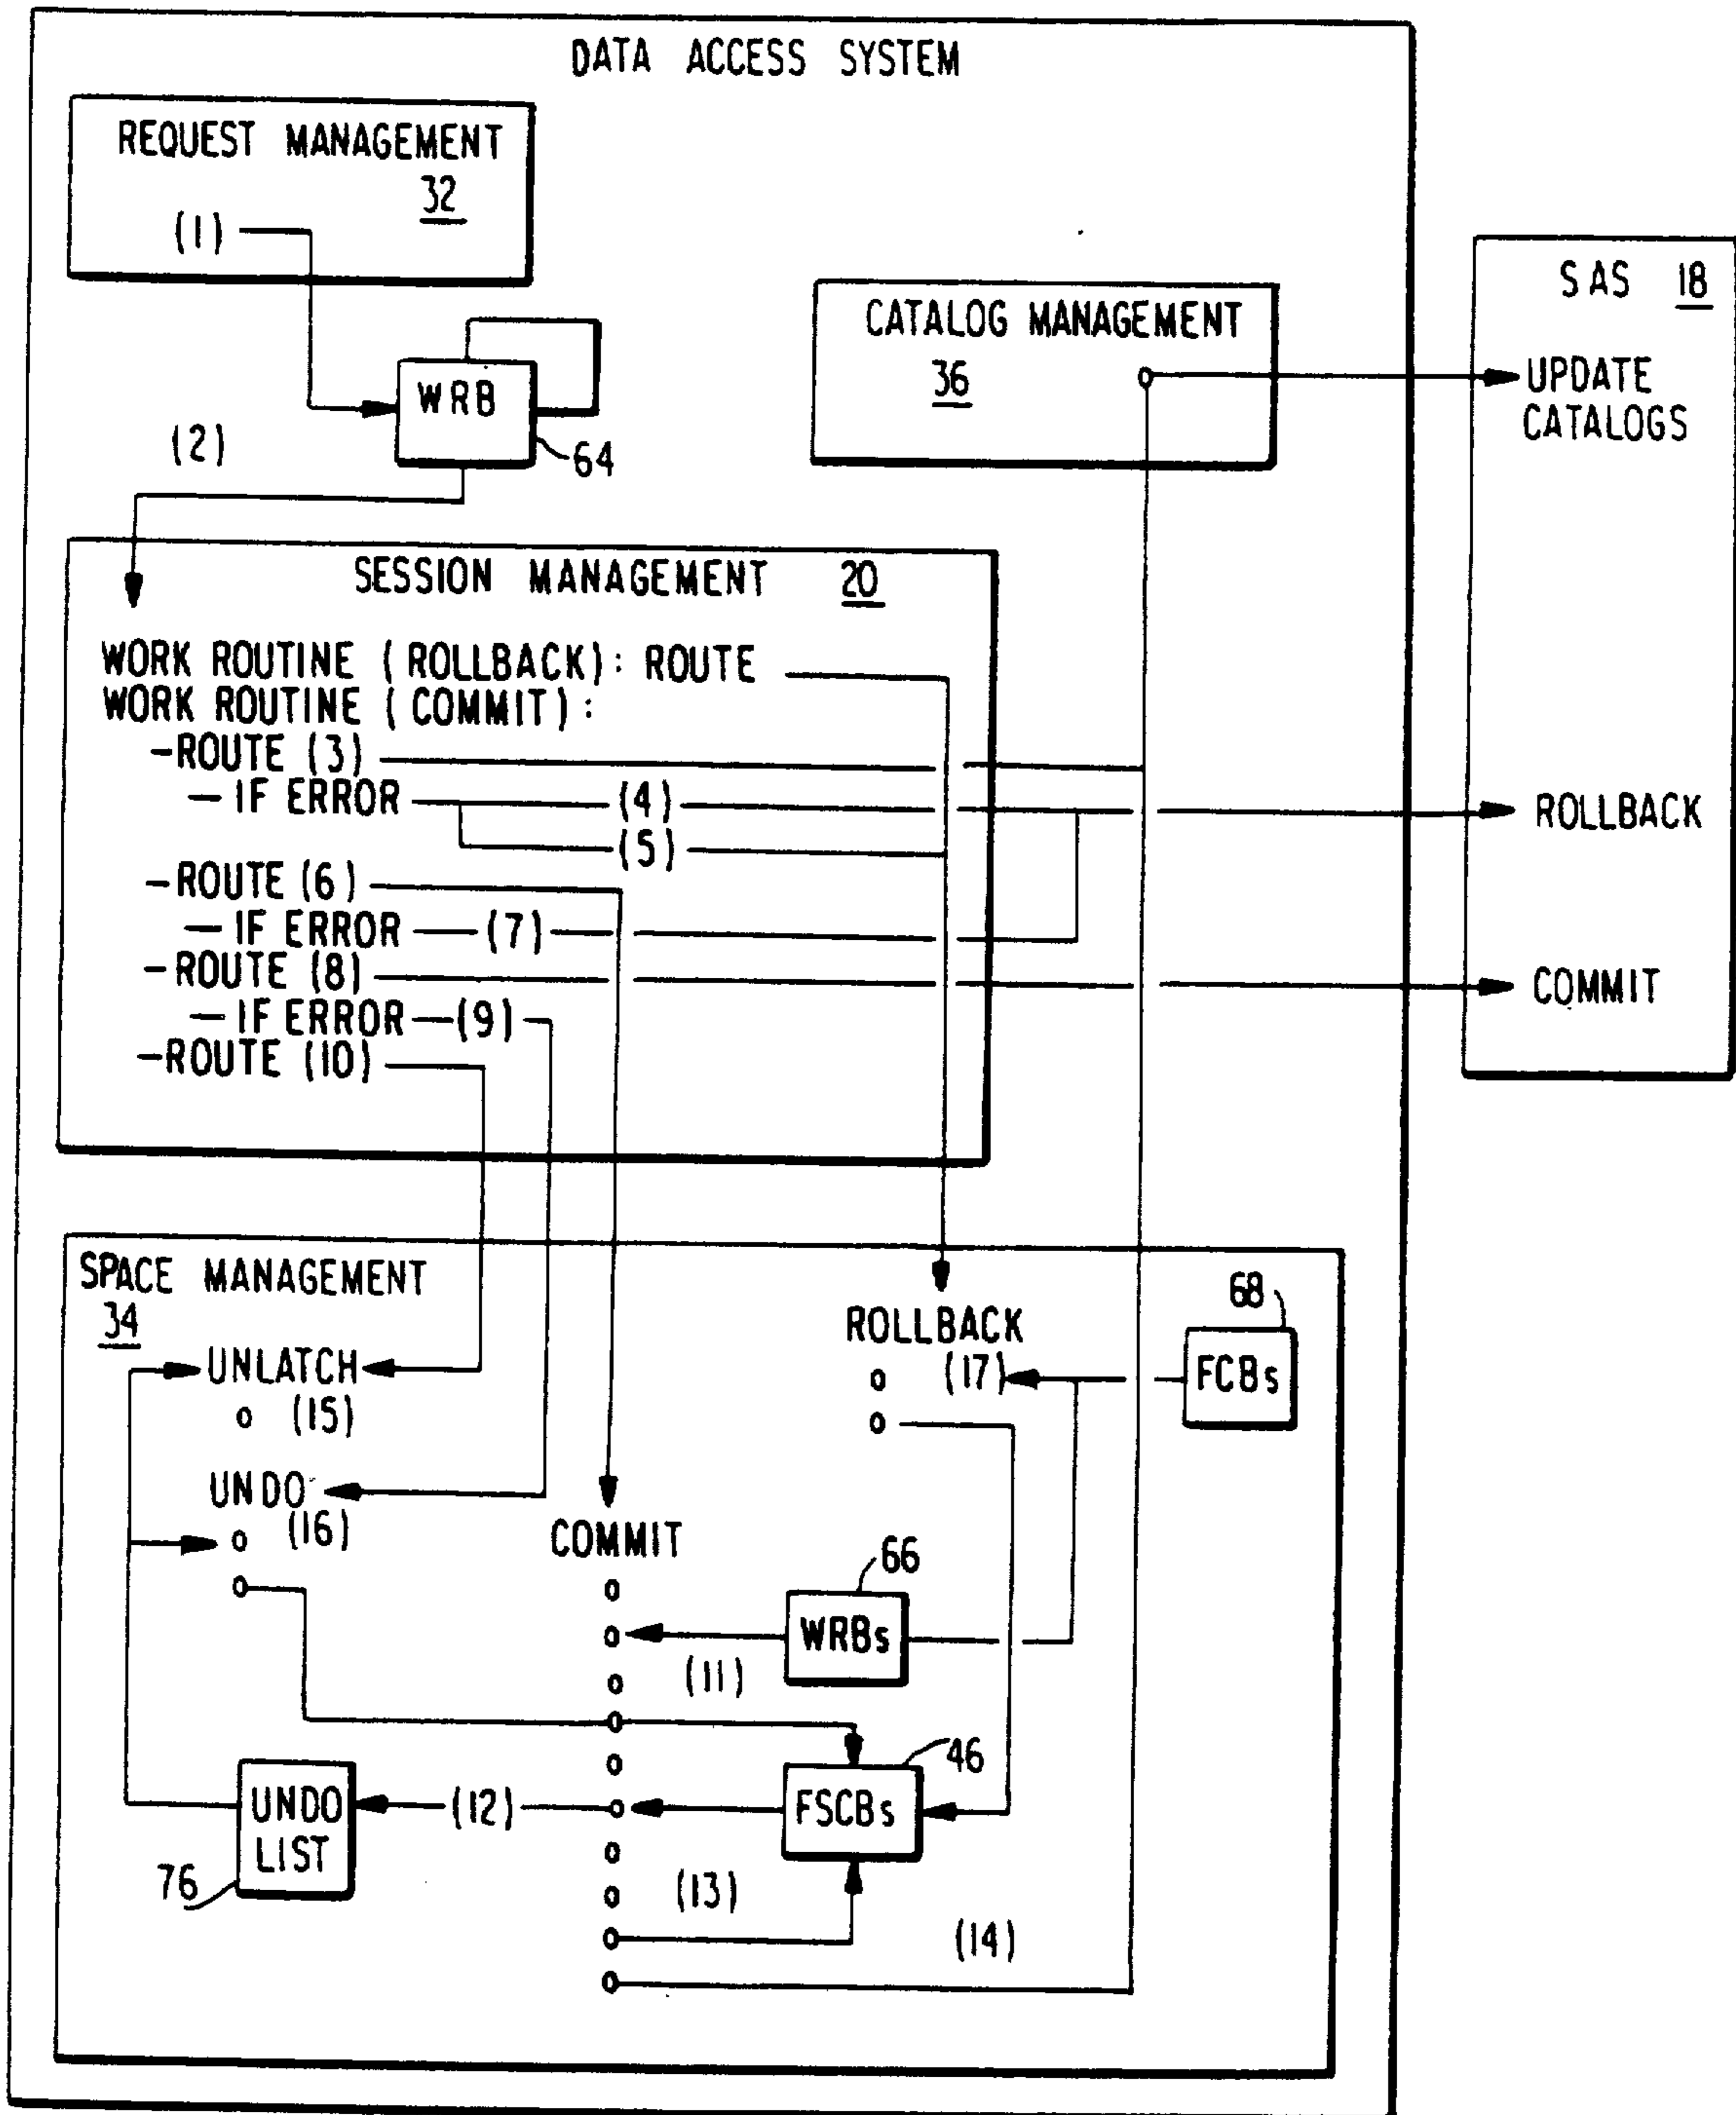 DATA ACCESS SYSTEM
REQUEST MANAGEMENT
32
(1)
WRB
64
(2)
CATALOG MANAGEMENT
36
SAS 18
UPDATE
CATALOGS
ROLLBACK
COMMIT
SESSION MANAGEMENT 20
WORK ROUTINE (ROLLBACK): ROUTE
WORK ROUTINE (COMMIT):
-ROUTE (3)
- IF ERROR (4)
(5)
-ROUTE (6)
- IF ERROR (7)
-ROUTE (8)
- IF ERROR (9)
-ROUTE (10)
SPACE MANAGEMENT
34
UNLATCH
(15)
UNDO
(16)
COMMIT
ROLLBACK
(17)
68
FCBs
66
WRBs
(11)
46
FSCBs
(12)
UNDO
LIST
76
(13)
(14)